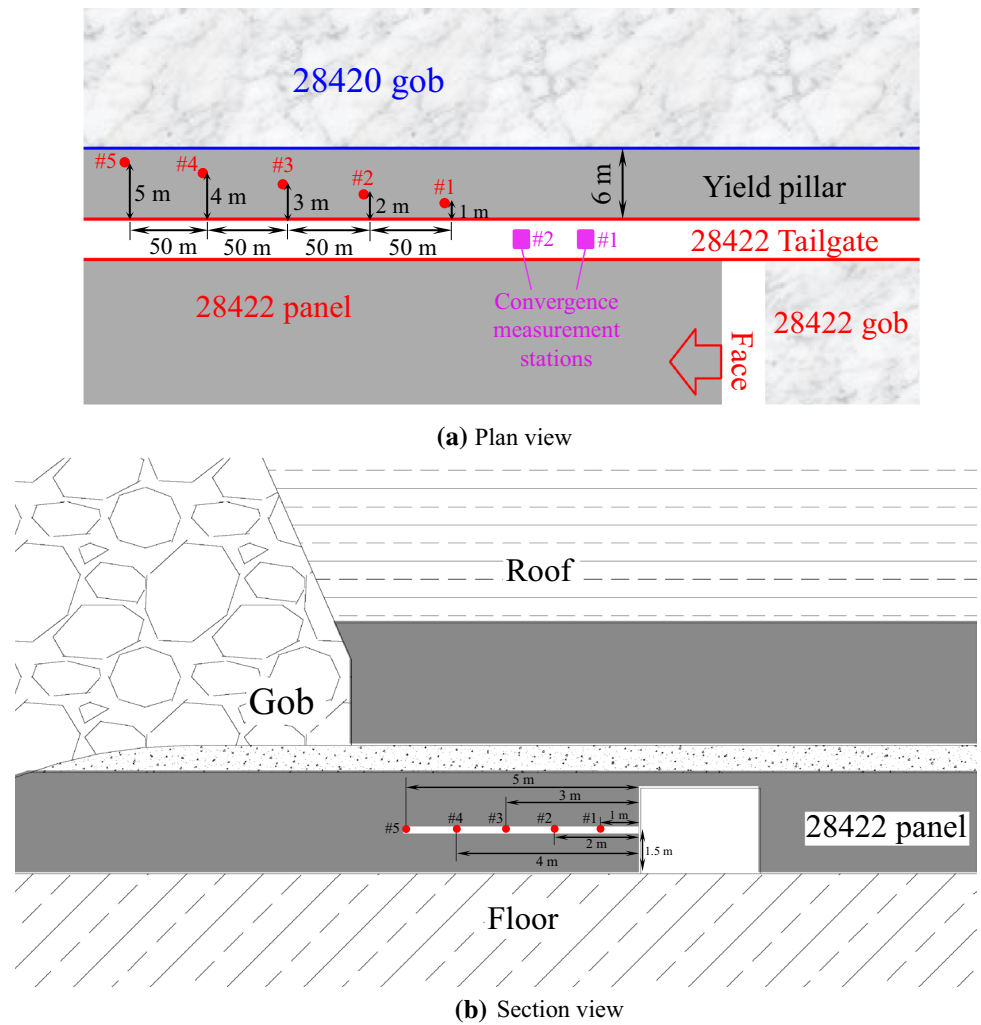 28420 gob
#5
#4
#3
#2
#1
5 m
4 m
3 m
2 m
1 m
6 m
Yield pillar
50 m
50 m
50 m
50 m
#2
#1
28422 Tailgate
28422 panel
Convergence
measurement
stations
Face
28422 gob
(a) Plan view
Roof
Gob
5 m
3 m
1 m
#5
#4
#3
#2
#1
2 m
4 m
1.5 m
28422 panel
Floor
(b) Section view